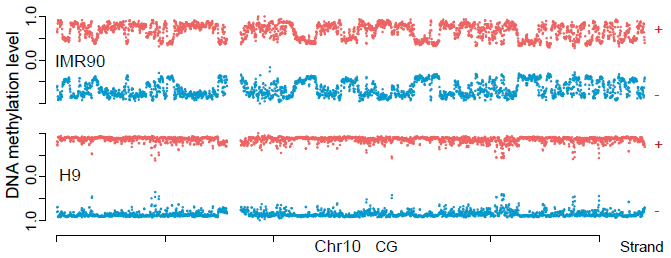 DNA methylation level
1.0
0.0
IMR90
+
-
0.0
1.0
H9
+
-
Chr10 CG Strand